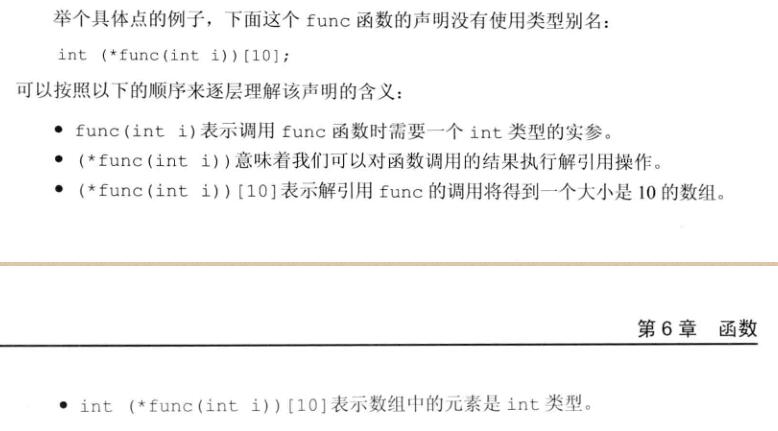 举个具体点的例子，下面这个 func 函数的声明没有使用类型别名：
int (*func(int i))[10];
可以按照以下的顺序来逐层理解该声明的含义：
• func(int i)表示调用 func 函数时需要一个 int 类型的实参。
• (*func(int i))意味着我们可以对函数调用的结果执行解引用操作。
• (*func(int i))[10]表示解引用 func 的调用将得到一个大小是 10 的数组。
第 6 章 函数
• int (*func(int i))[10]表示数组中的元素是 int 类型。